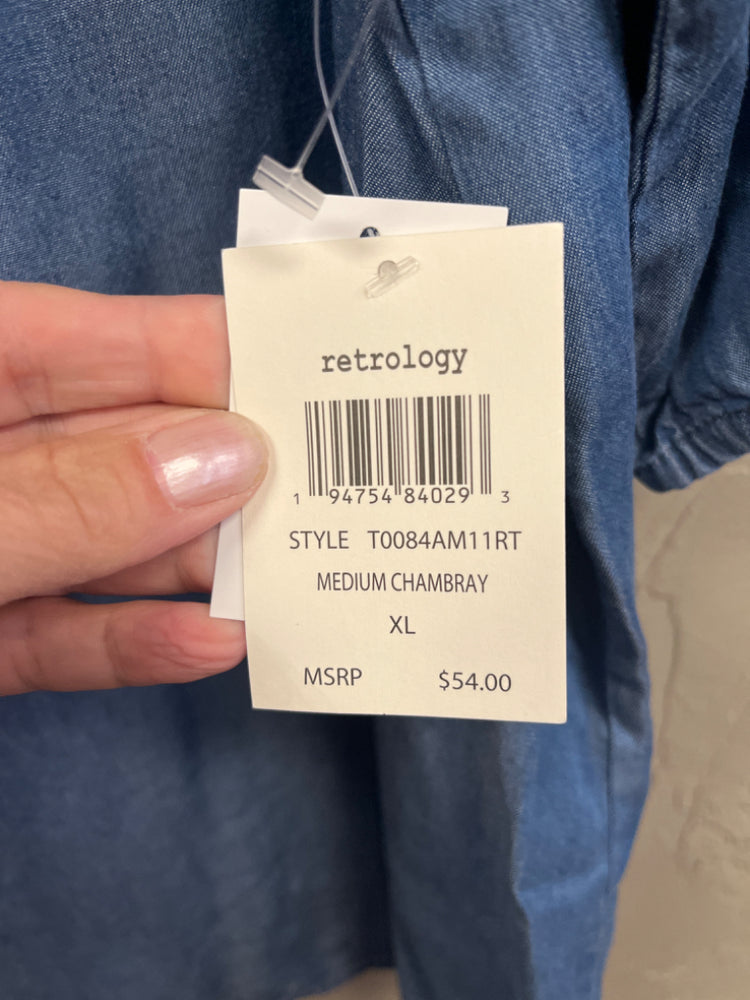 retrology
1 94754 84029 3
STYLE T0084AM11RT
MEDIUM CHAMBRAY
XL
MSRP $54.00